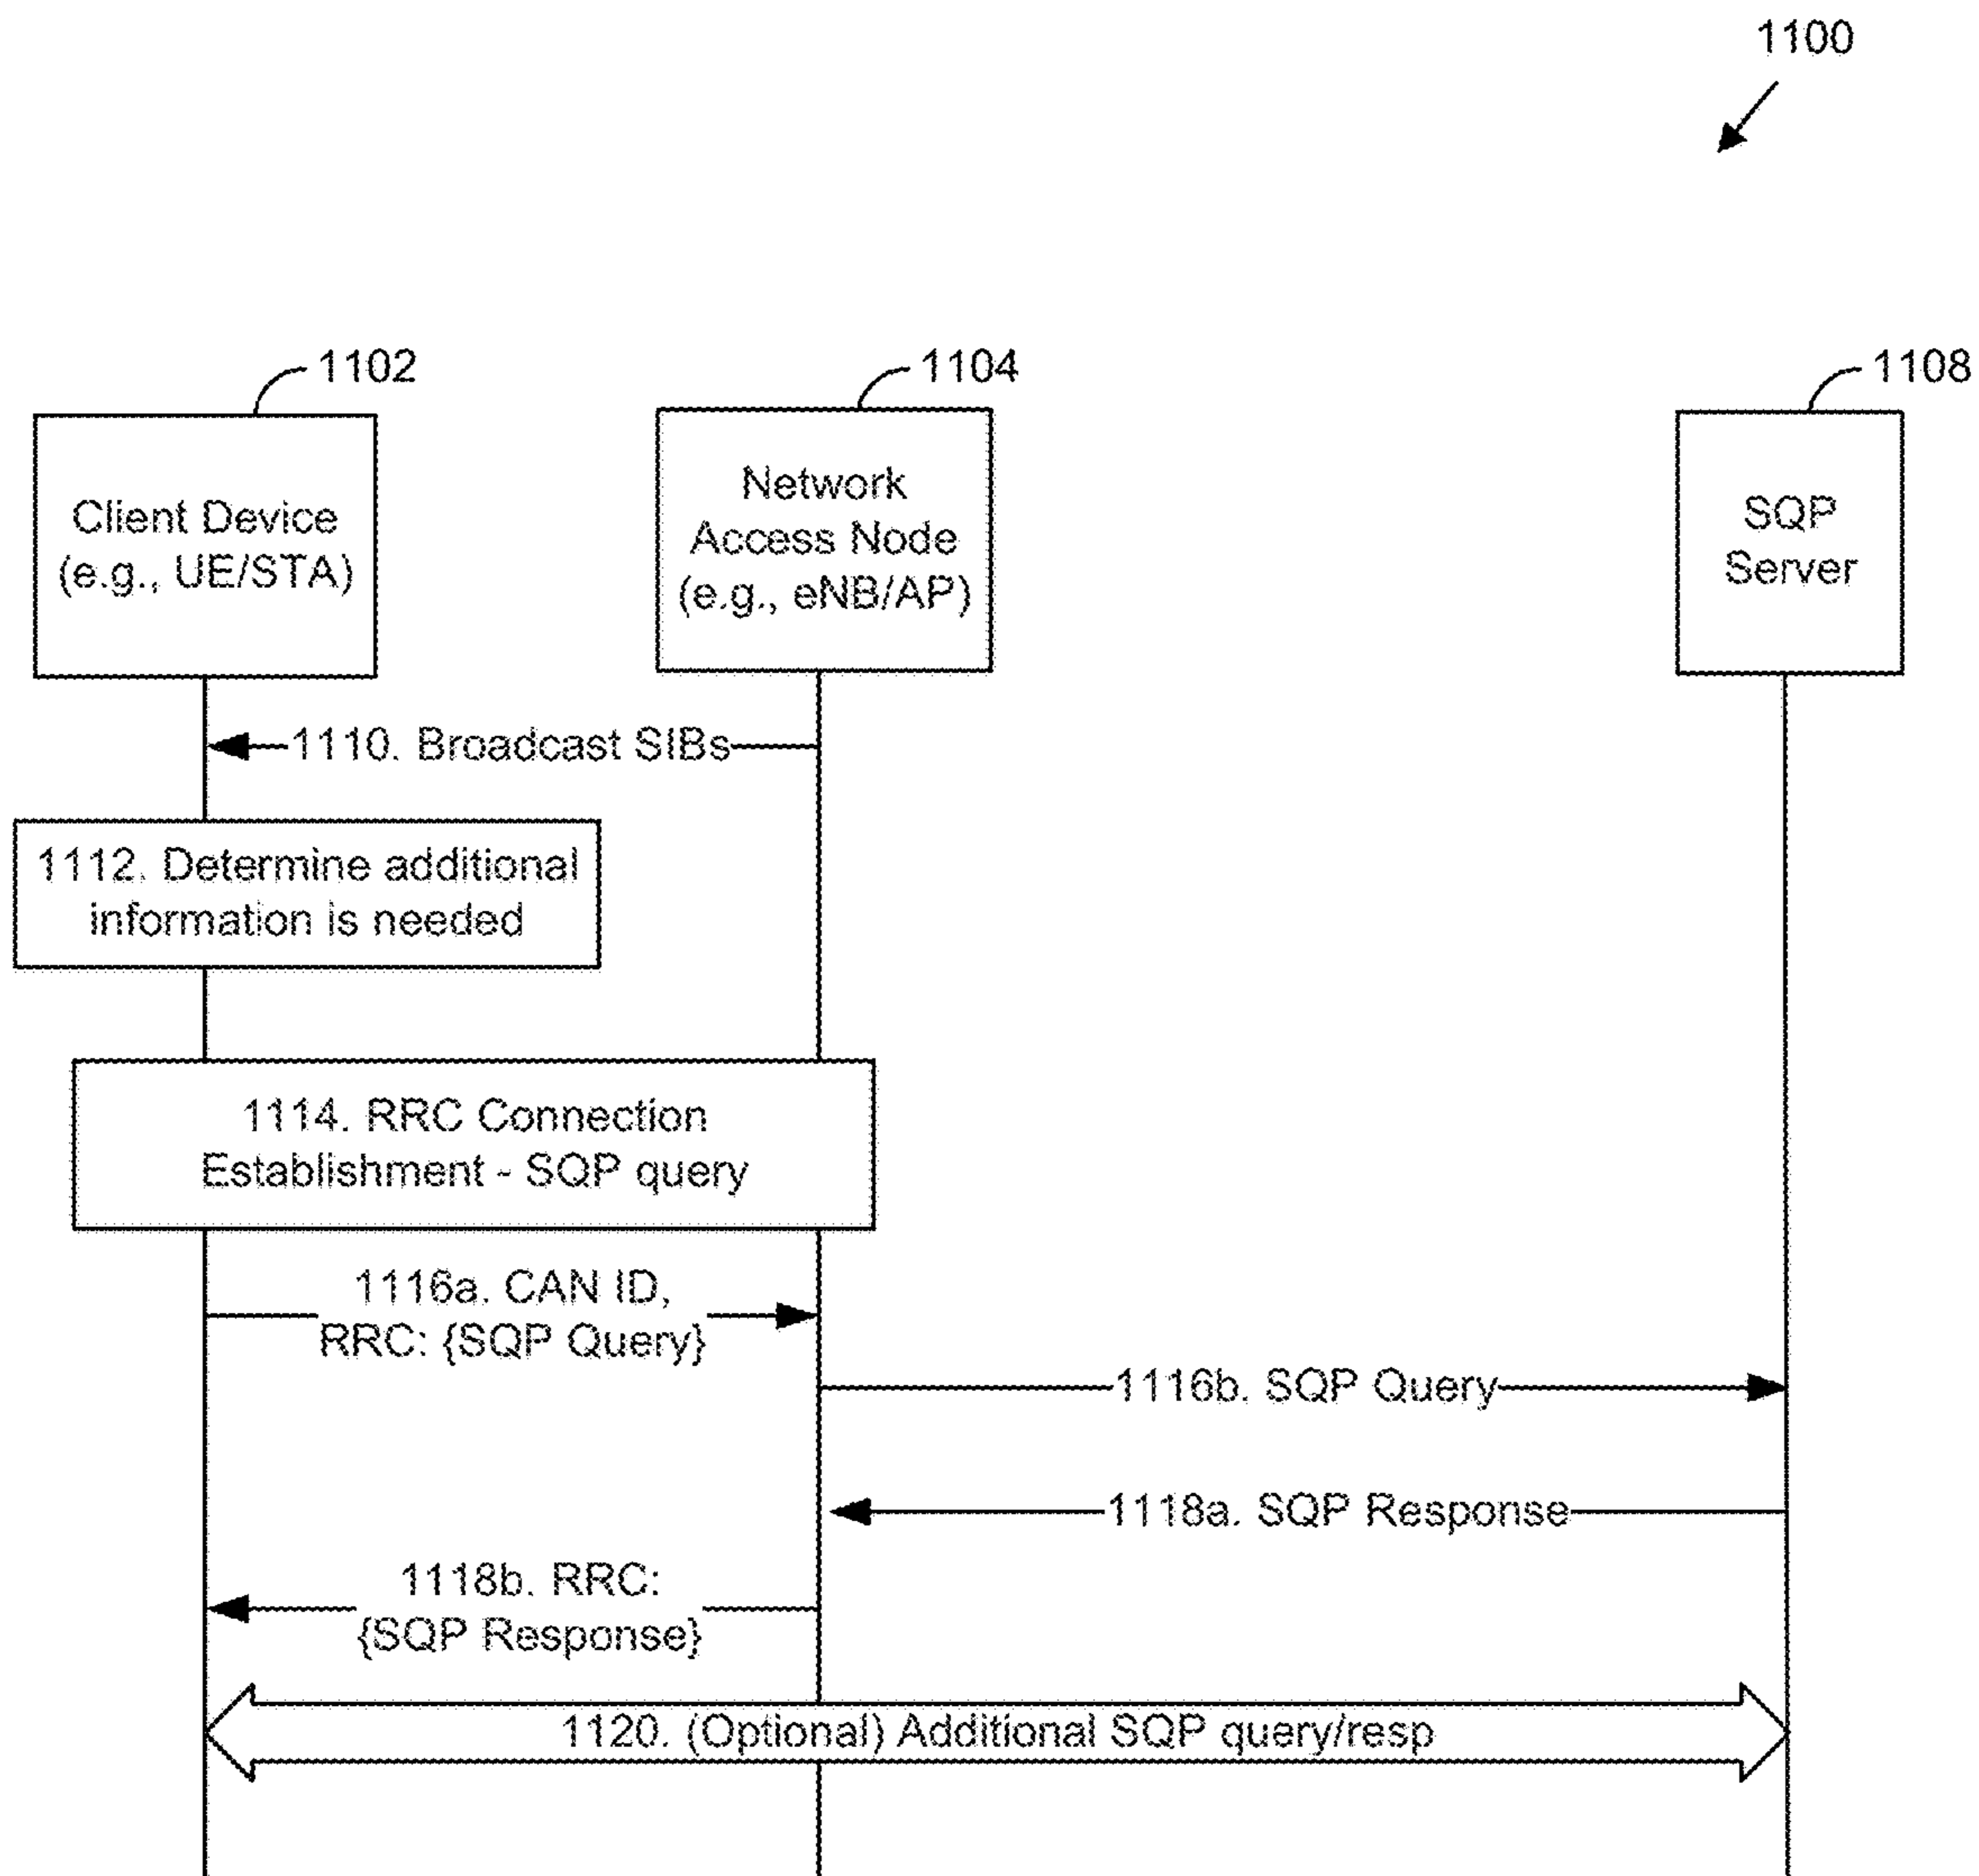 1100
1102
1104
1108
Client Device
(e.g., UE/STA)
Network
Access Node
(e.g., eNB/AP)
SQP
Server
1110. Broadcast SIBs
1112. Determine additional
information is needed
1114. RRC Connection
Establishment - SQP query
1116a. CAN ID,
RRC: {SQP Query}
1116b. SQP Query
1118a. SQP Response
1118b. RRC:
{SQP Response}
1120. (Optional) Additional SQP query/resp